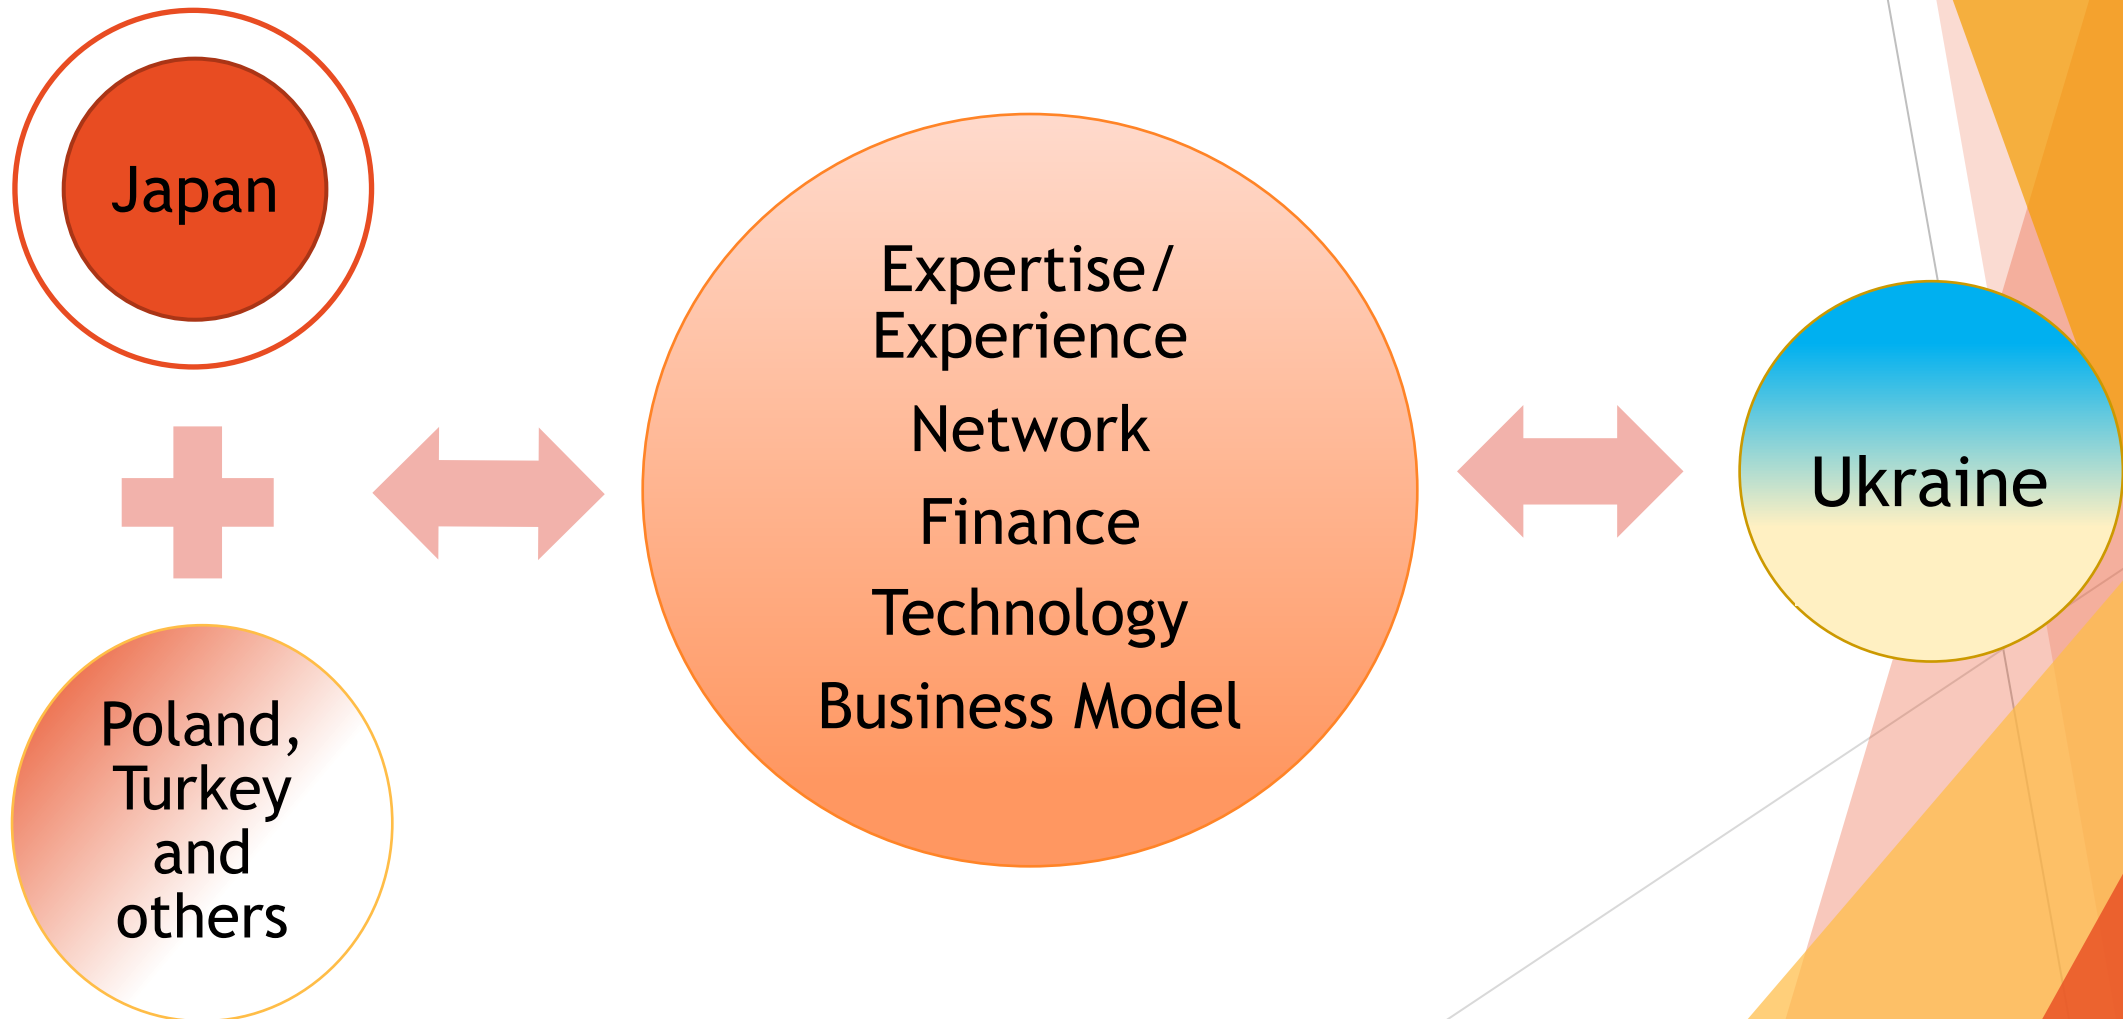 Japan
Poland,
Turkey
and
others
Expertise/
Experience
Network
Finance
Technology
Business Model
Ukraine